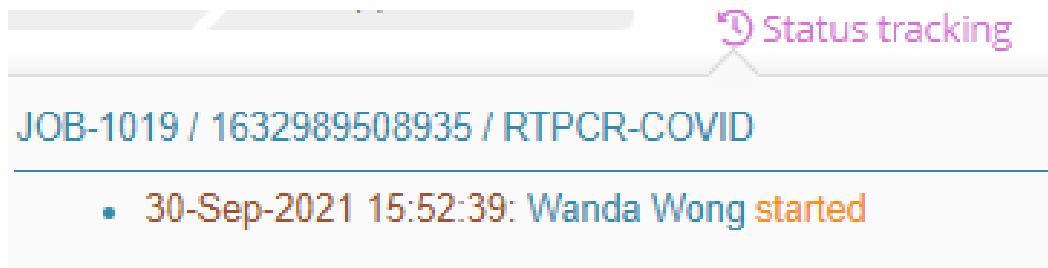 Status tracking
JOB-1019 / 1632989508935 / RTPCR-COVID
30-Sep-2021 15:52:39: Wanda Wong started